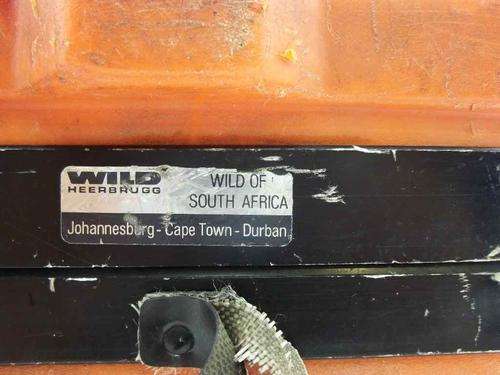 WILD
HEERBRUGG
WILD OF
SOUTH AFRICA
Johannesburg - Cape Town - Durban